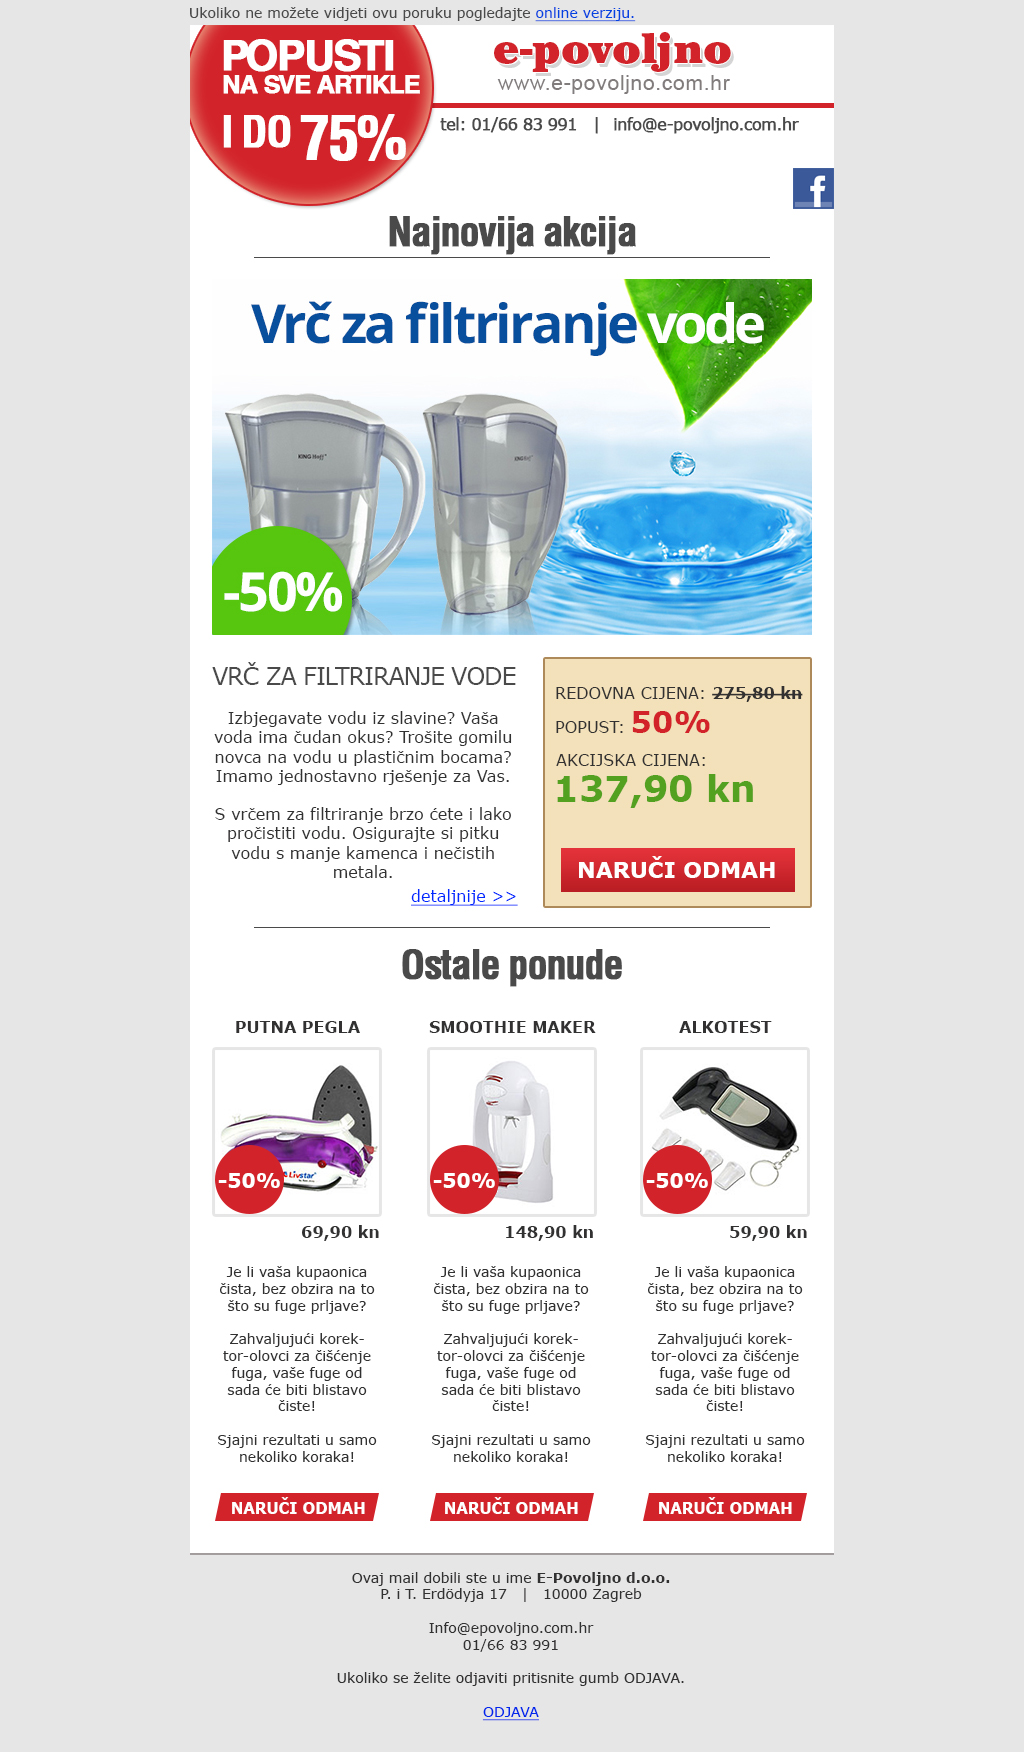 Ukoliko ne možete vidjeti ovu poruku pogledajte online verziju.
POPUSTI
NA SVE ARTIKLE
I DO 75%
e-povoljno
www.e-povoljno.com.hr
tel: 01/66 83 991 | info@e-povoljno.com.hr
f
Najnovija akcija
Vrč za filtriranje vode
KING Hoff
KING Hoff
-50%
VRČ ZA FILTRIRANJE VODE
Izbjegavate vodu iz slavine? Vaša
voda ima čudan okus? Trošite gomilu
novca na vodu u plastičnim bocama?
Imamo jednostavno rješenje za Vas.
S vrčem za filtriranje brzo ćete i lako
pročistiti vodu. Osigurajte si pitku
vodu s manje kamenca i nečistih
metala.
detaljnije >>
REDOVNA CIJENA: 275,80 kn
POPUST: 50%
AKCIJSKA CIJENA:
137,90 kn
NARUČI ODMAH
Ostale ponude
PUTNA PEGLA
Livstar
-50%
69,90 kn
Je li vaša kupaonica
čista, bez obzira na to
što su fuge prljave?
Zahvaljujući korek-
tor-olovci za čišćenje
fuga, vaše fuge od
sada će biti blistavo
čiste!
Sjajni rezultati u samo
nekoliko koraka!
NARUČI ODMAH
SMOOTHIE MAKER
-50%
148,90 kn
Je li vaša kupaonica
čista, bez obzira na to
što su fuge prljave?
Zahvaljujući korek-
tor-olovci za čišćenje
fuga, vaše fuge od
sada će biti blistavo
čiste!
Sjajni rezultati u samo
nekoliko koraka!
NARUČI ODMAH
ALKOTEST
-50%
59,90 kn
Je li vaša kupaonica
čista, bez obzira na to
što su fuge prljave?
Zahvaljujući korek-
tor-olovci za čišćenje
fuga, vaše fuge od
sada će biti blistavo
čiste!
Sjajni rezultati u samo
nekoliko koraka!
NARUČI ODMAH
Ovaj mail dobili ste u ime E-Povoljno d.o.o.
P. i T. Erdödyja 17 | 10000 Zagreb
Info@epovoljno.com.hr
01/66 83 991
Ukoliko se želite odjaviti pritisnite gumb ODJAVA.
ODJAVA